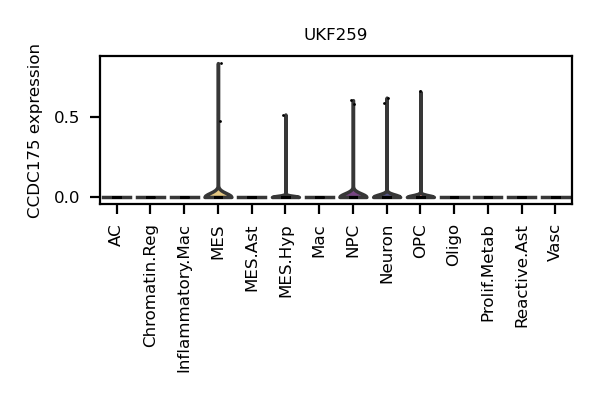 UKF259
CCDC175 expression
0.5
0.0
AC
Chromatin.Reg
Inflammatory.Mac
MES
MES.Ast
MES.Hyp
Mac
NPC
Neuron
OPC
Oligo
Prolif.Metab
Reactive.Ast
Vasc